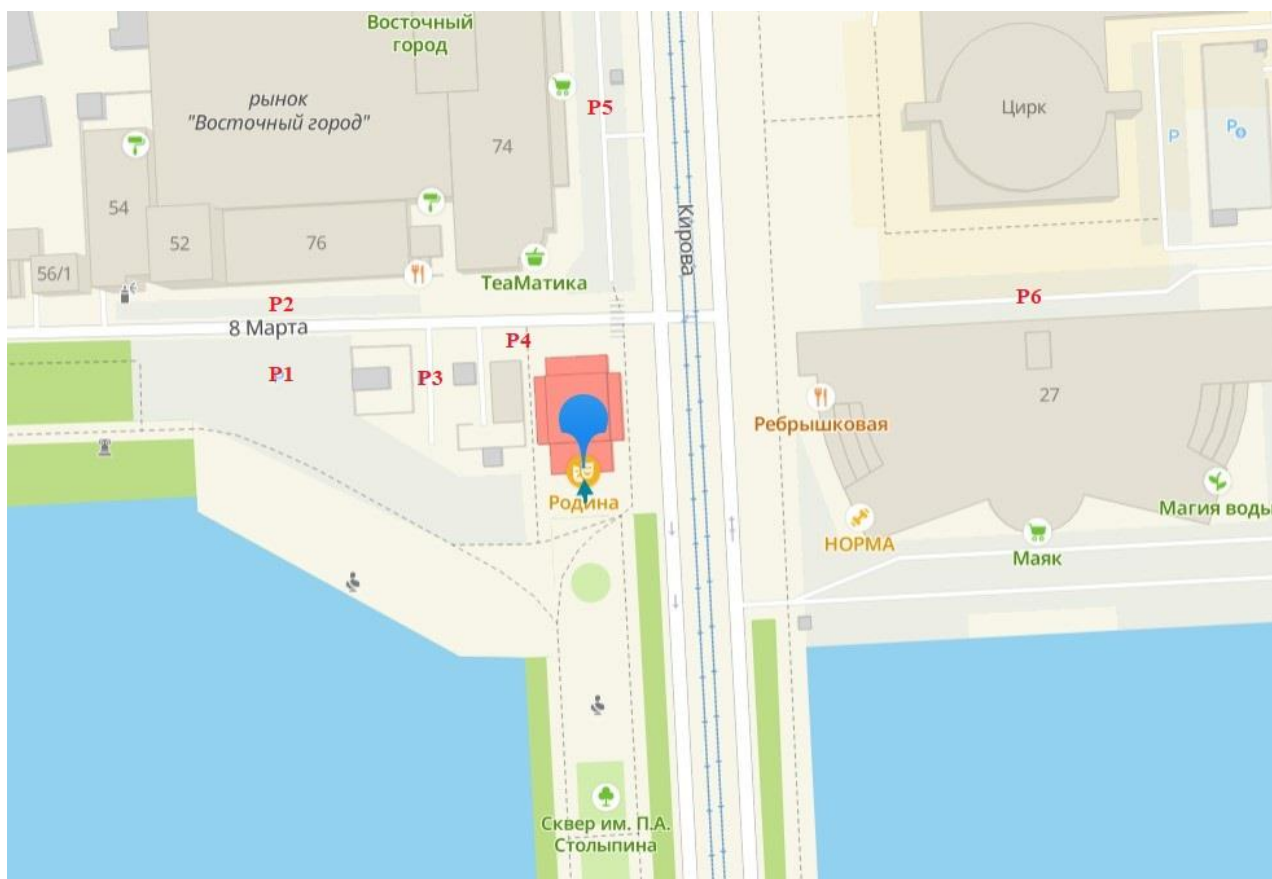 Восточный
город
рынок
"Восточный город"
P5
Цирк
P
P
74
54
52
76
56/1
Кирова
ТеаМатика
P2
8 Марта
P6
P4
P1
P3
27
Ребрышковая
Родина
НОРМА
Магия воды
Маяк
Сквер им. П.А.
Столыпина